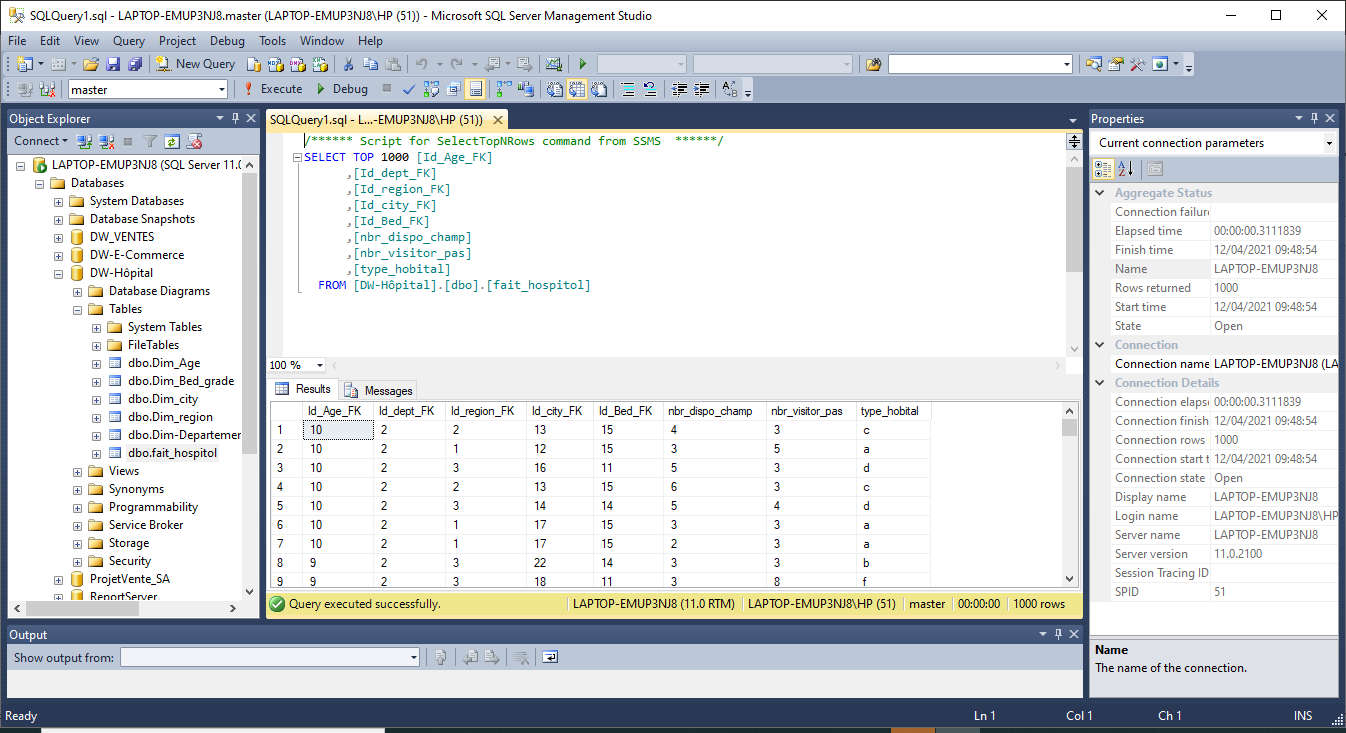 SQLQuery1.sql - LAPTOP-EMUP3NJ8.master (LAPTOP-EMUP3NJ8\HP (51)) - Microsoft SQL Server Management Studio
File Edit View Query Project Debug Tools Window Help
New Query
master Execute Debug
Object Explorer
Connect
LAPTOP-EMUP3NJ8 (SQL Server 11.0
Databases
System Databases
Database Snapshots
DW_VENTES
DW-E-Commerce
DW-Hôpital
Database Diagrams
Tables
System Tables
FileTables
dbo.Dim_Age
dbo.Dim_Bed_grade
dbo.Dim_city
dbo.Dim_region
dbo.Dim-Departemer
dbo.fait_hospitol
Views
Synonyms
Programmability
Service Broker
Storage
Security
ProjetVente_SA
ReportServer
SQLQuery1.sql - L...-EMUP3NJ8\HP (51))
/****** Script for SelectTopNRows command from SSMS ******/
SELECT TOP 1000 [Id_Age_FK]
,[Id_dept_FK]
,[Id_region_FK]
,[Id_city_FK]
,[Id_Bed_FK]
,[nbr_dispo_champ]
,[nbr_visitor_pas]
,[type_hobital]
FROM [DW-Hôpital].[dbo].[fait_hospitol]
100 %
Results Messages
Id_Age_FK Id_dept_FK Id_region_FK Id_city_FK Id_Bed_FK nbr_dispo_champ nbr_visitor_pas type_hobital
1 10 2 2 13 15 4 3 c
2 10 2 1 12 15 3 5 a
3 10 2 3 16 11 5 3 d
4 10 2 2 13 15 6 3 c
5 10 2 3 14 14 5 4 d
6 10 2 1 17 15 3 3 a
7 10 2 1 17 15 2 3 a
8 9 2 3 22 14 3 3 b
9 9 2 3 18 11 3 8 f
Query executed successfully. LAPTOP-EMUP3NJ8 (11.0 RTM) LAPTOP-EMUP3NJ8\HP (51) master 00:00:00 1000 rows
Properties
Current connection parameters
Aggregate Status
Connection failure
Elapsed time 00:00:00.3111839
Finish time 12/04/2021 09:48:54
Name LAPTOP-EMUP3NJ8
Rows returned 1000
Start time 12/04/2021 09:48:54
State Open
Connection
Connection name LAPTOP-EMUP3NJ8 (LA
Connection Details
Connection elapse 00:00:00.3111839
Connection finish 12/04/2021 09:48:54
Connection rows 1000
Connection start t 12/04/2021 09:48:54
Connection state Open
Display name LAPTOP-EMUP3NJ8
Login name LAPTOP-EMUP3NJ8\HP
Server name LAPTOP-EMUP3NJ8
Server version 11.0.2100
Session Tracing ID
SPID 51
Name
The name of the connection.
Output
Show output from:
Ready Ln 1 Col 1 Ch 1 INS